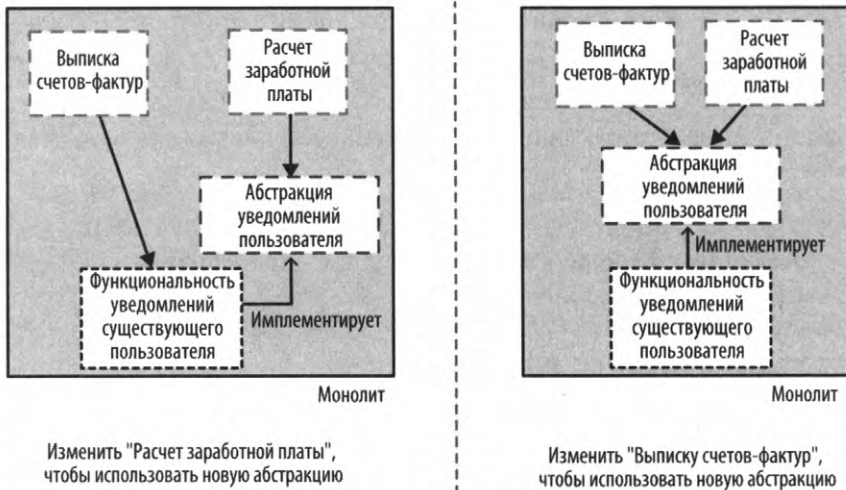 Выписка
счетов-фактур
Расчет
заработной
платы
Абстракция
уведомлений
пользователя
Функциональность
уведомлений
существующего
пользователя
Имплементирует
Монолит
Изменить "Расчет заработной платы",
чтобы использовать новую абстракцию
Выписка
счетов-фактур
Расчет
заработной
платы
Абстракция
уведомлений
пользователя
Имплементирует
Функциональность
уведомлений
существующего
пользователя
Монолит
Изменить "Выписку счетов-фактур",
чтобы использовать новую абстракцию